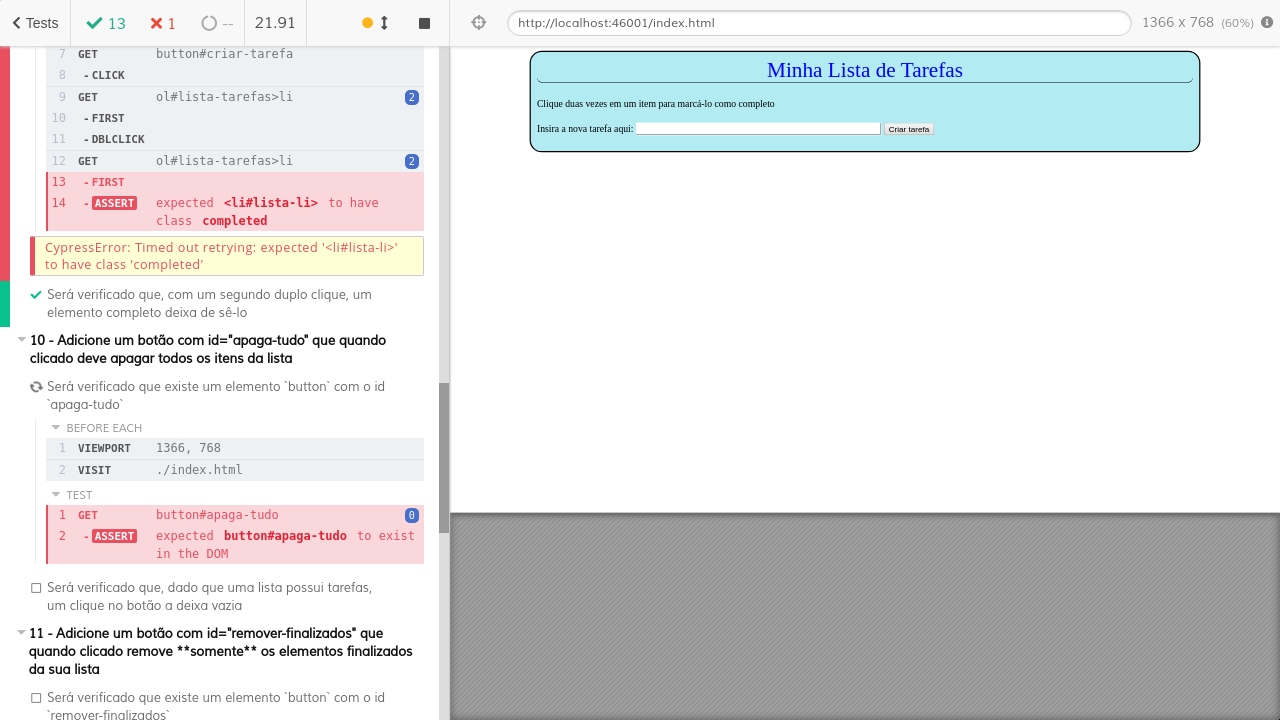 Tests
13
1
--
21.91
http://localhost:46001/index.html
1366 x 768 (60%)
7 GET button#criar-tarefa
8 - CLICK
9 GET ol#lista-tarefas>li 2
10 - FIRST
11 - DBLCLICK
12 GET ol#lista-tarefas>li 2
13 - FIRST
14 - ASSERT expected <li#lista-li> to have
class completed
CypressError: Timed out retrying: expected '<li#lista-li>'
to have class 'completed'
Será verificado que, com um segundo duplo clique, um
elemento completo deixa de sê-lo
10 - Adicione um botão com id="apaga-tudo" que quando
clicado deve apagar todos os itens da lista
Será verificado que existe um elemento `button` com o id
`apaga-tudo`
BEFORE EACH
1 VIEWPORT 1366, 768
2 VISIT ./index.html
TEST
1 GET button#apaga-tudo 0
2 - ASSERT expected button#apaga-tudo to exist
in the DOM
Será verificado que, dado que uma lista possui tarefas,
um clique no botão a deixa vazia
11 - Adicione um botão com id="remover-finalizados" que
quando clicado remove **somente** os elementos finalizados
da sua lista
Será verificado que existe um elemento `button` com o id
`remover-finalizados`
Minha Lista de Tarefas
Clique duas vezes em um item para marcá-lo como completo
Insira a nova tarefa aqui:
Criar tarefa